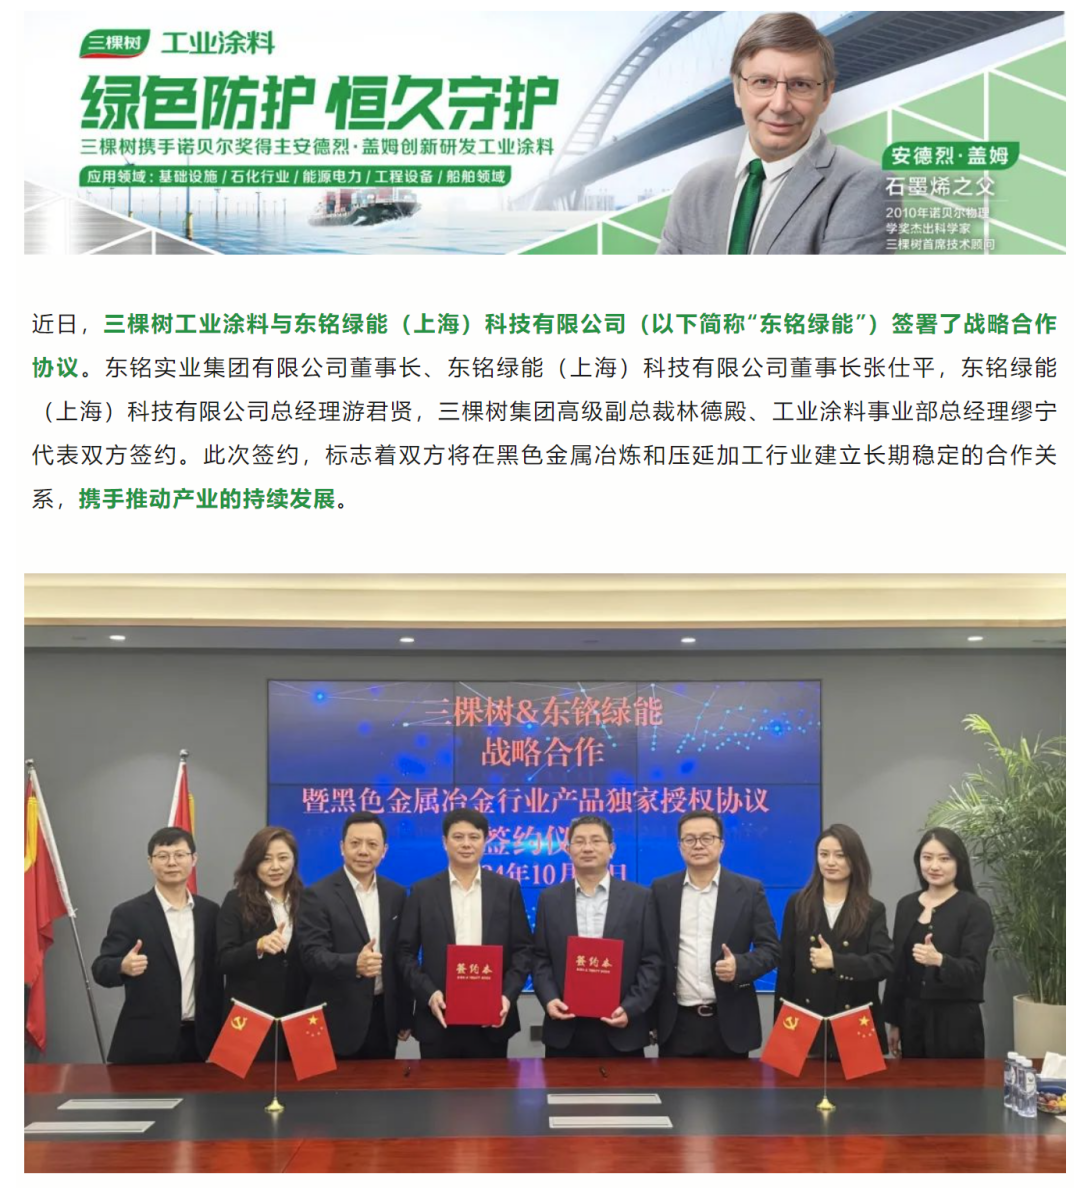 三棵树 工业涂料
绿色防护 恒久守护
三棵树携手诺贝尔奖得主安德烈·盖姆创新研发工业涂料
应用领域：基础设施 / 石化行业 / 能源电力 / 工程设备 / 船舶领域
安德烈·盖姆
石墨烯之父
2010年诺贝尔物理
学奖杰出科学家
三棵树首席技术顾问
近日，三棵树工业涂料与东铭绿能（上海）科技有限公司（以下简称“东铭绿能”）签署了战略合作
协议。东铭实业集团有限公司董事长、东铭绿能（上海）科技有限公司董事长张仕平，东铭绿能
（上海）科技有限公司总经理游君贤，三棵树集团高级副总裁林德殿、工业涂料事业部总经理缪宁
代表双方签约。此次签约，标志着双方将在黑色金属冶炼和压延加工行业建立长期稳定的合作关
系，携手推动产业的持续发展。
三棵树&东铭绿能
战略合作
暨黑色金属冶金行业产品独家授权协议
签约仪
24年10月 日
签约本
签约本